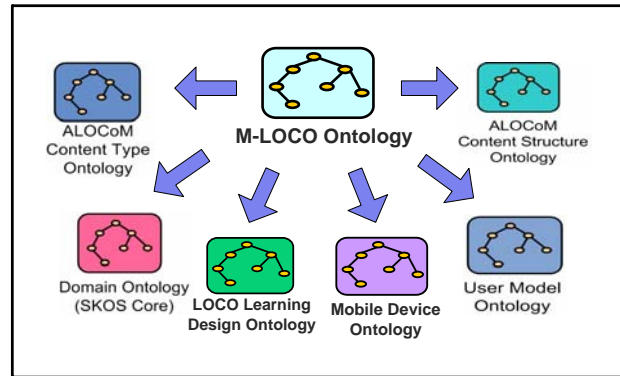 M-LOCO Ontology
ALOCoM
Content Type
Ontology
ALOCoM
Content Structure
Ontology
Domain Ontology
(SKOS Core)
LOCO Learning
Design Ontology
Mobile Device
Ontology
User Model
Ontology